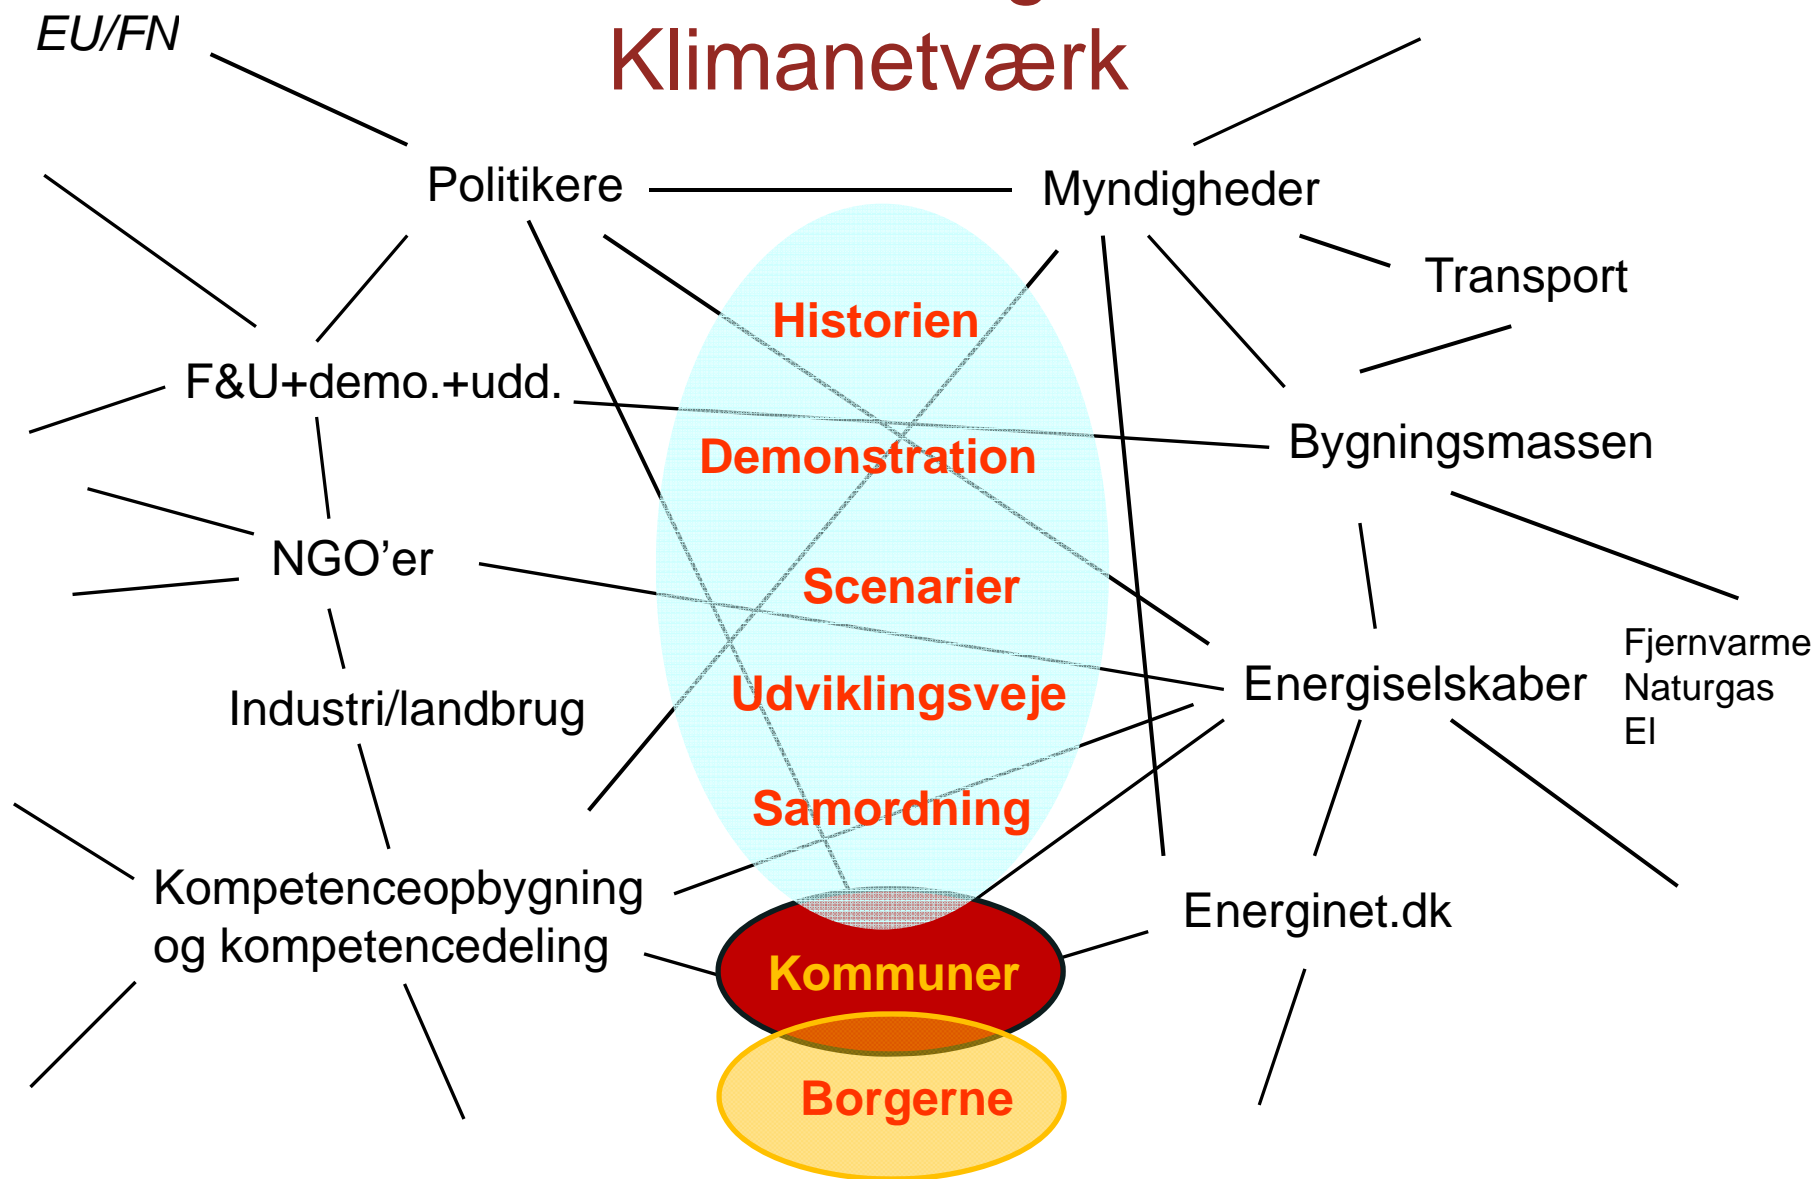 EU/FN
Klimanetværk
Politikere
Myndigheder
Transport
Historien
F&U+demo.+udd.
Demonstration
Bygningsmassen
NGO’er
Scenarier
Fjernvarme
Naturgas
El
Energiselskaber
Udviklingsveje
Industri/landbrug
Samordning
Kompetenceopbygning
og kompetencedeling
Energinet.dk
Kommuner
Borgerne